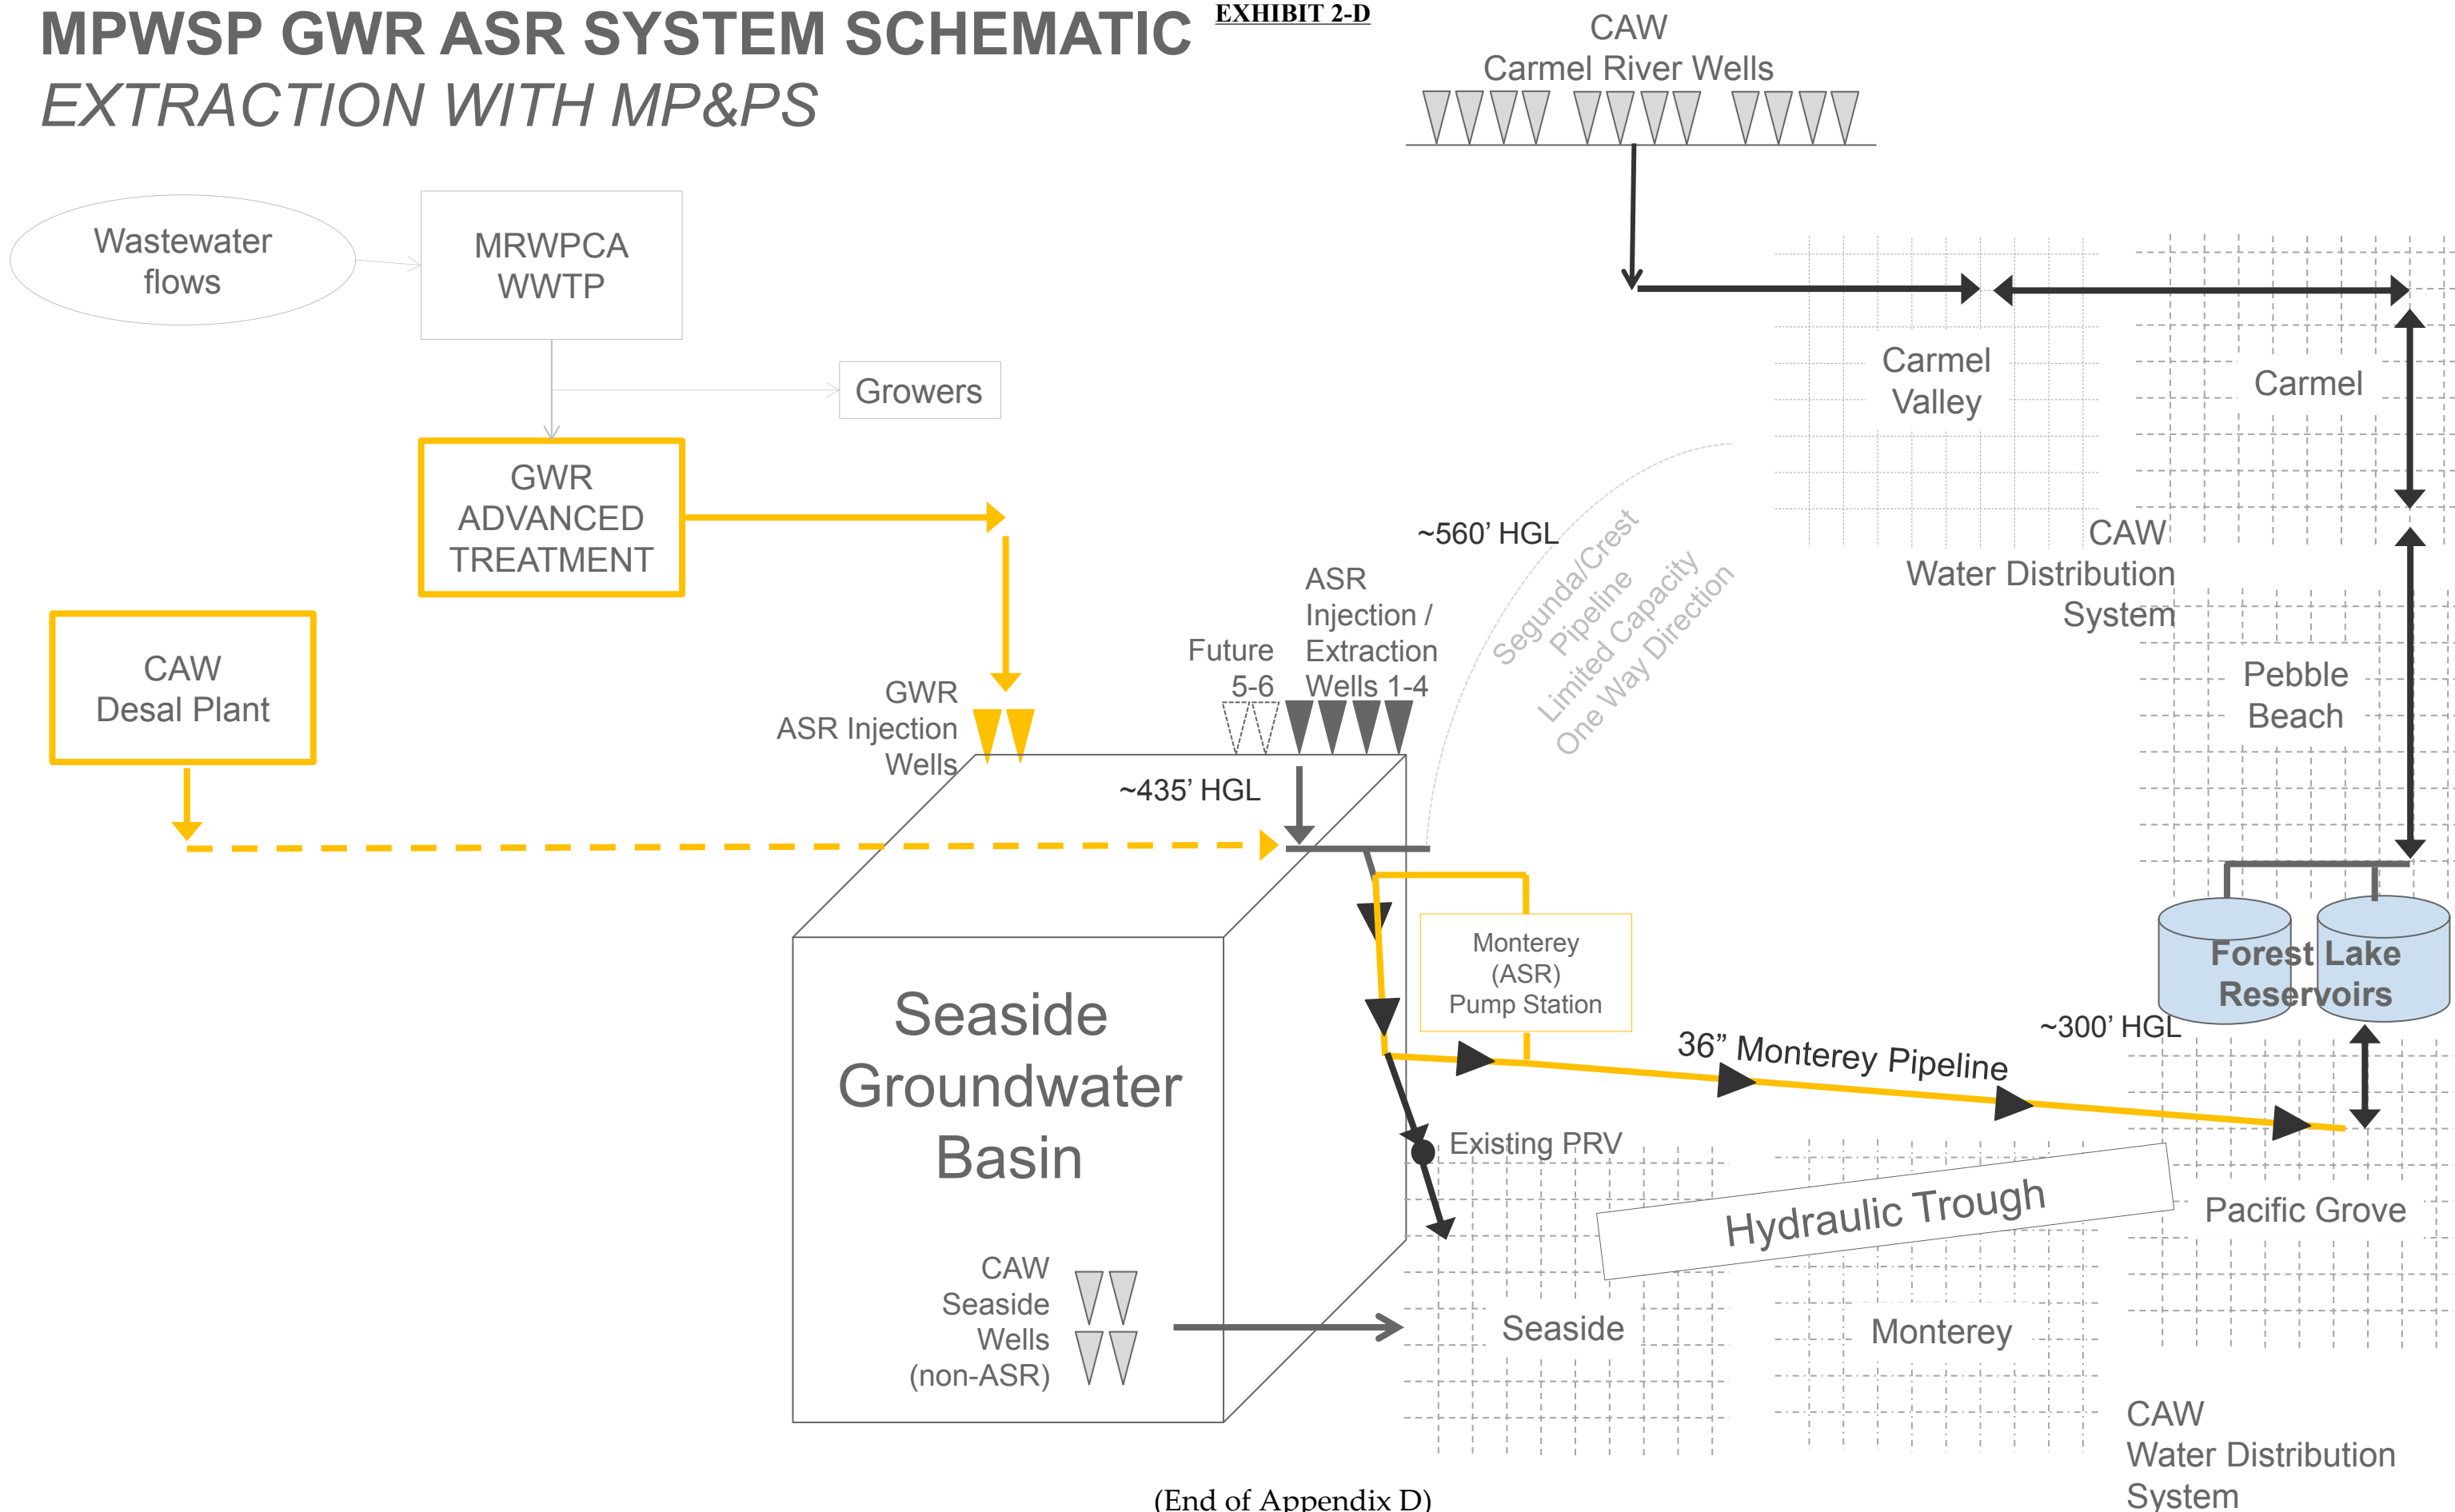 MPWSP GWR ASR SYSTEM SCHEMATIC
EXHIBIT 2-D
EXTRACTION WITH MP&PS
CAW
Carmel River Wells
Wastewater
flows
MRWPCA
WWTP
Growers
GWR
ADVANCED
TREATMENT
CAW
Desal Plant
Carmel
Valley
Carmel
~560’ HGL
Segunda/Crest
Pipeline
Limited Capacity
One Way Direction
CAW
Water Distribution
System
ASR
Injection /
Extraction
Wells 1-4
Future
5-6
GWR
ASR Injection
Wells
~435’ HGL
Pebble
Beach
Monterey
(ASR)
Pump Station
Forest Lake
Reservoirs
~300’ HGL
36” Monterey Pipeline
Seaside
Groundwater
Basin
Existing PRV
Hydraulic Trough
Pacific Grove
CAW
Seaside
Wells
(non-ASR)
Seaside
Monterey
CAW
Water Distribution
System
(End of Appendix D)